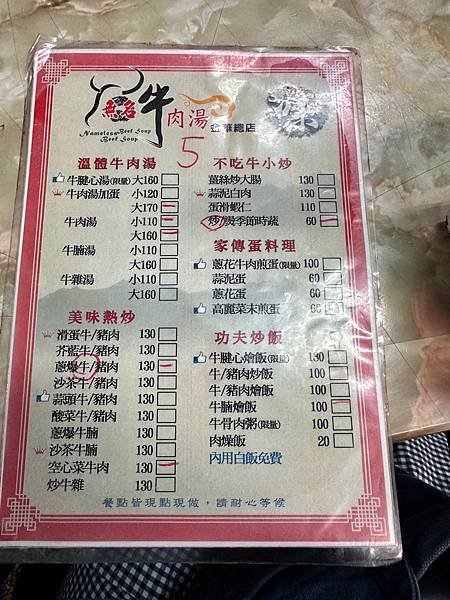 無名
牛
肉湯
金華總店
Nameless Beef Soup
Beef Soup
5
溫體牛肉湯
牛腱心湯(限量) 大160
牛肉湯加蛋 小120
大170
牛肉湯 小110
大160
牛腩湯 小110
大160
牛雜湯 小110
大160
美味熱炒
滑蛋牛/豬肉 130
芥藍牛/豬肉 130
蔥爆牛/豬肉 130
沙茶牛/豬肉 130
蒜頭牛/豬肉 130
酸菜牛/豬肉 130
蔥爆牛腩 130
沙茶牛腩 130
空心菜牛肉 130
炒牛雜 130
不吃牛小炒
薑絲炒大腸 130
蒜泥白肉 130
蛋滑蝦仁 110
炒/燙季節時蔬 60
家傳蛋料理
蔥花牛肉煎蛋(限量) 100
蒜泥蛋 60
蔥花蛋 60
高麗菜末煎蛋 60
功夫炒飯
牛腱心燴飯(限量) 130
牛/豬肉炒飯 100
牛/豬肉燴飯 100
牛腩燴飯 100
牛骨肉粥(限量) 100
肉燥飯 20
內用白飯免費
餐點皆現點現做，請耐心等候